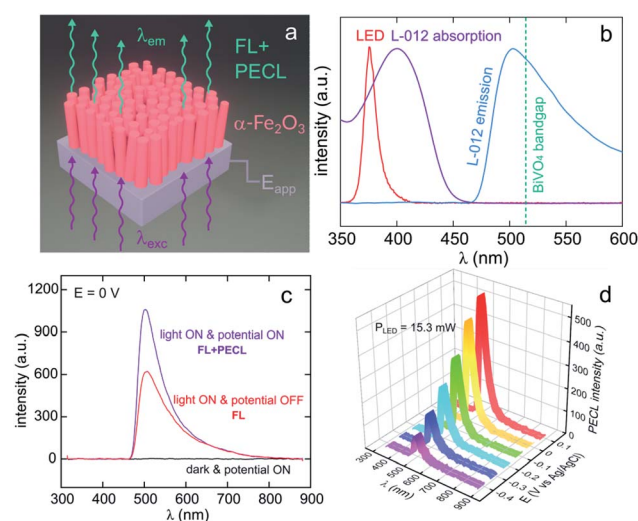 a
λem
FL+
PECL
α-Fe₂O₃
Eapp
λexc
b
LED L-012 absorption
L-012 emission
BiVO₄ bandgap
intensity (a.u.)
350 400 450 500 550 600
λ (nm)
c
E = 0 V
light ON & potential ON
FL+PECL
light ON & potential OFF
FL
dark & potential ON
intensity (a.u.)
1200
900
600
300
0
300 400 500 600 700 800 900
λ (nm)
d
P_LED = 15.3 mW
PECL intensity (a.u.)
500
400
300
200
100
0
0.1
0
-0.1
-0.2
-0.3
-0.4
E (V vs Ag/AgCl)
300
400
500
600
700
800
900
λ (nm)